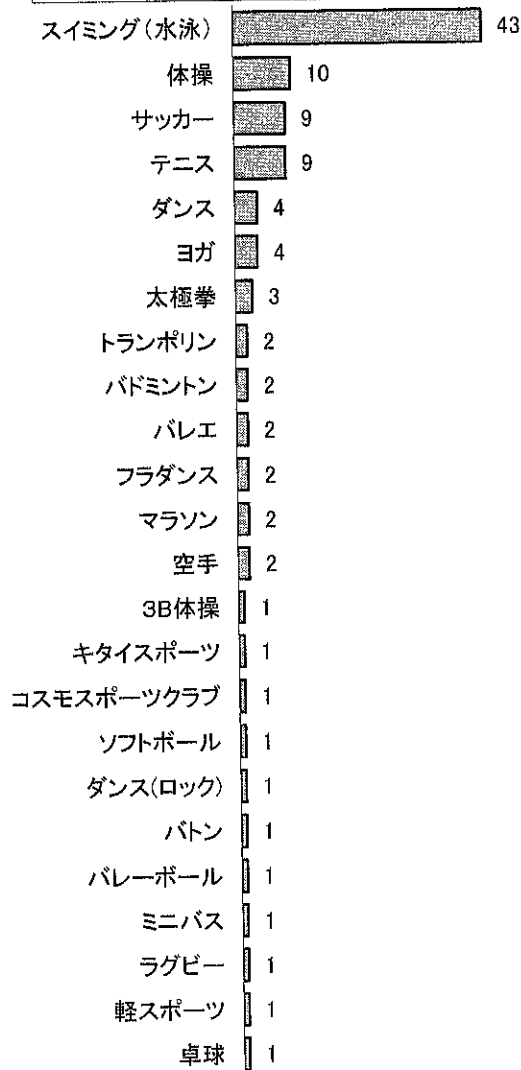 スイミング（水泳） 43
体操 10
サッカー 9
テニス 9
ダンス 4
ヨガ 4
太極拳 3
トランポリン 2
バドミントン 2
バレエ 2
フラダンス 2
マラソン 2
空手 2
3B体操 1
キタイスポーツ 1
コスモスポーツクラブ 1
ソフトボール 1
ダンス(ロック) 1
バトン 1
バレーボール 1
ミニバス 1
ラグビー 1
軽スポーツ 1
卓球 1